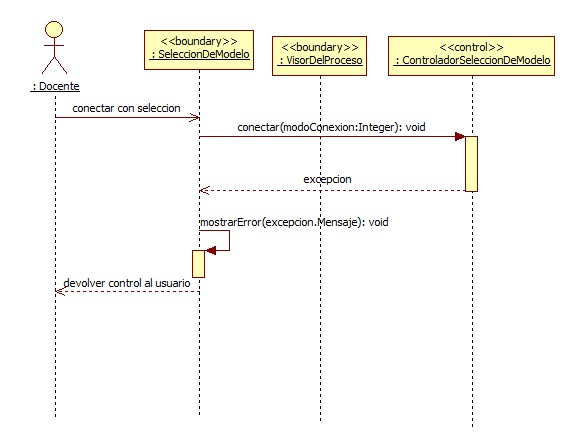 <<boundary>>
: SeleccionDeModelo
<<boundary>>
: VisorDelProceso
<<control>>
: ControladorSeleccionDeModelo
: Docente
conectar con seleccion
conectar(modoConexion:Integer): void
excepcion
mostrarError(excepcion.Mensaje): void
devolver control al usuario